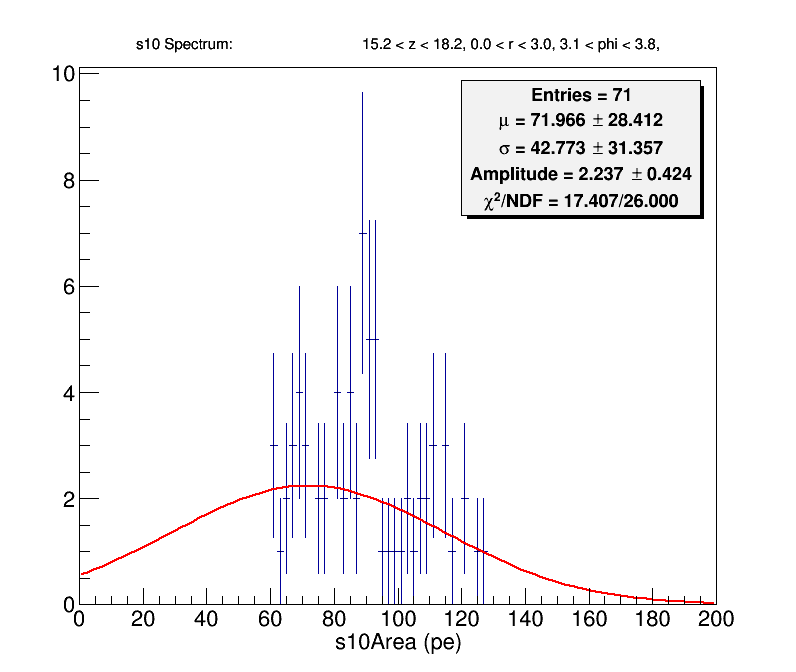 s10 Spectrum: 15.2 < z < 18.2, 0.0 < r < 3.0, 3.1 < phi < 3.8,
Entries = 71
μ = 71.966 ± 28.412
σ = 42.773 ± 31.357
Amplitude = 2.237 ± 0.424
χ²/NDF = 17.407/26.000
10
8
6
4
2
0
0 20 40 60 80 100 120 140 160 180 200
s10Area (pe)